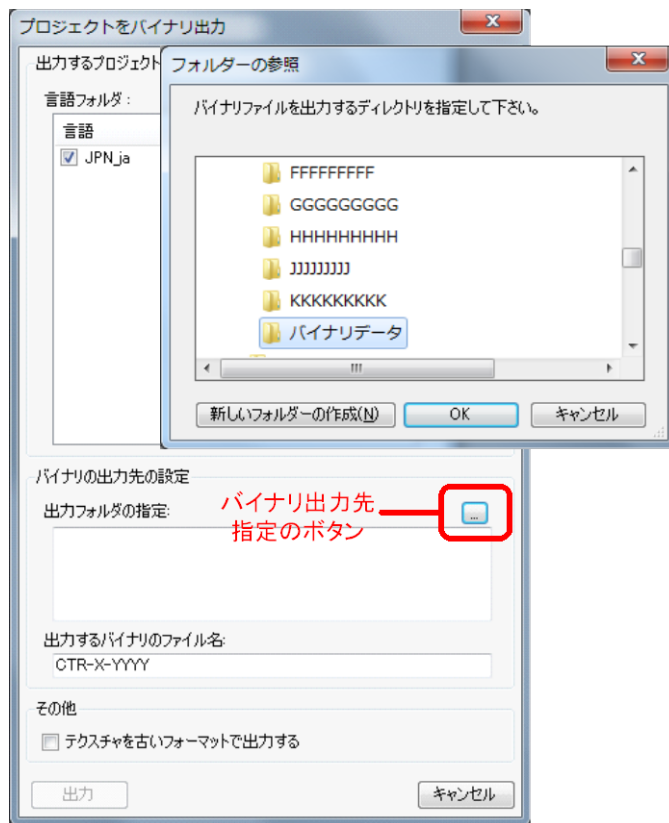 プロジェクトをバイナリ出力
出力するプロジェクト
フォルダーの参照
言語フォルダ:
バイナリファイルを出力するディレクトリを指定して下さい。
言語
JPN_ja
FFFFFFFFF
GGGGGGGGG
HHHHHHHHH
JJJJJJJJJ
KKKKKKKKK
バイナリデータ
新しいフォルダーの作成(N)
OK
キャンセル
バイナリの出力先の設定
出力フォルダの指定:
バイナリ出力先
指定のボタン
...
出力するバイナリのファイル名:
CTR-X-YYYY
その他
テクスチャを古いフォーマットで出力する
出力
キャンセル